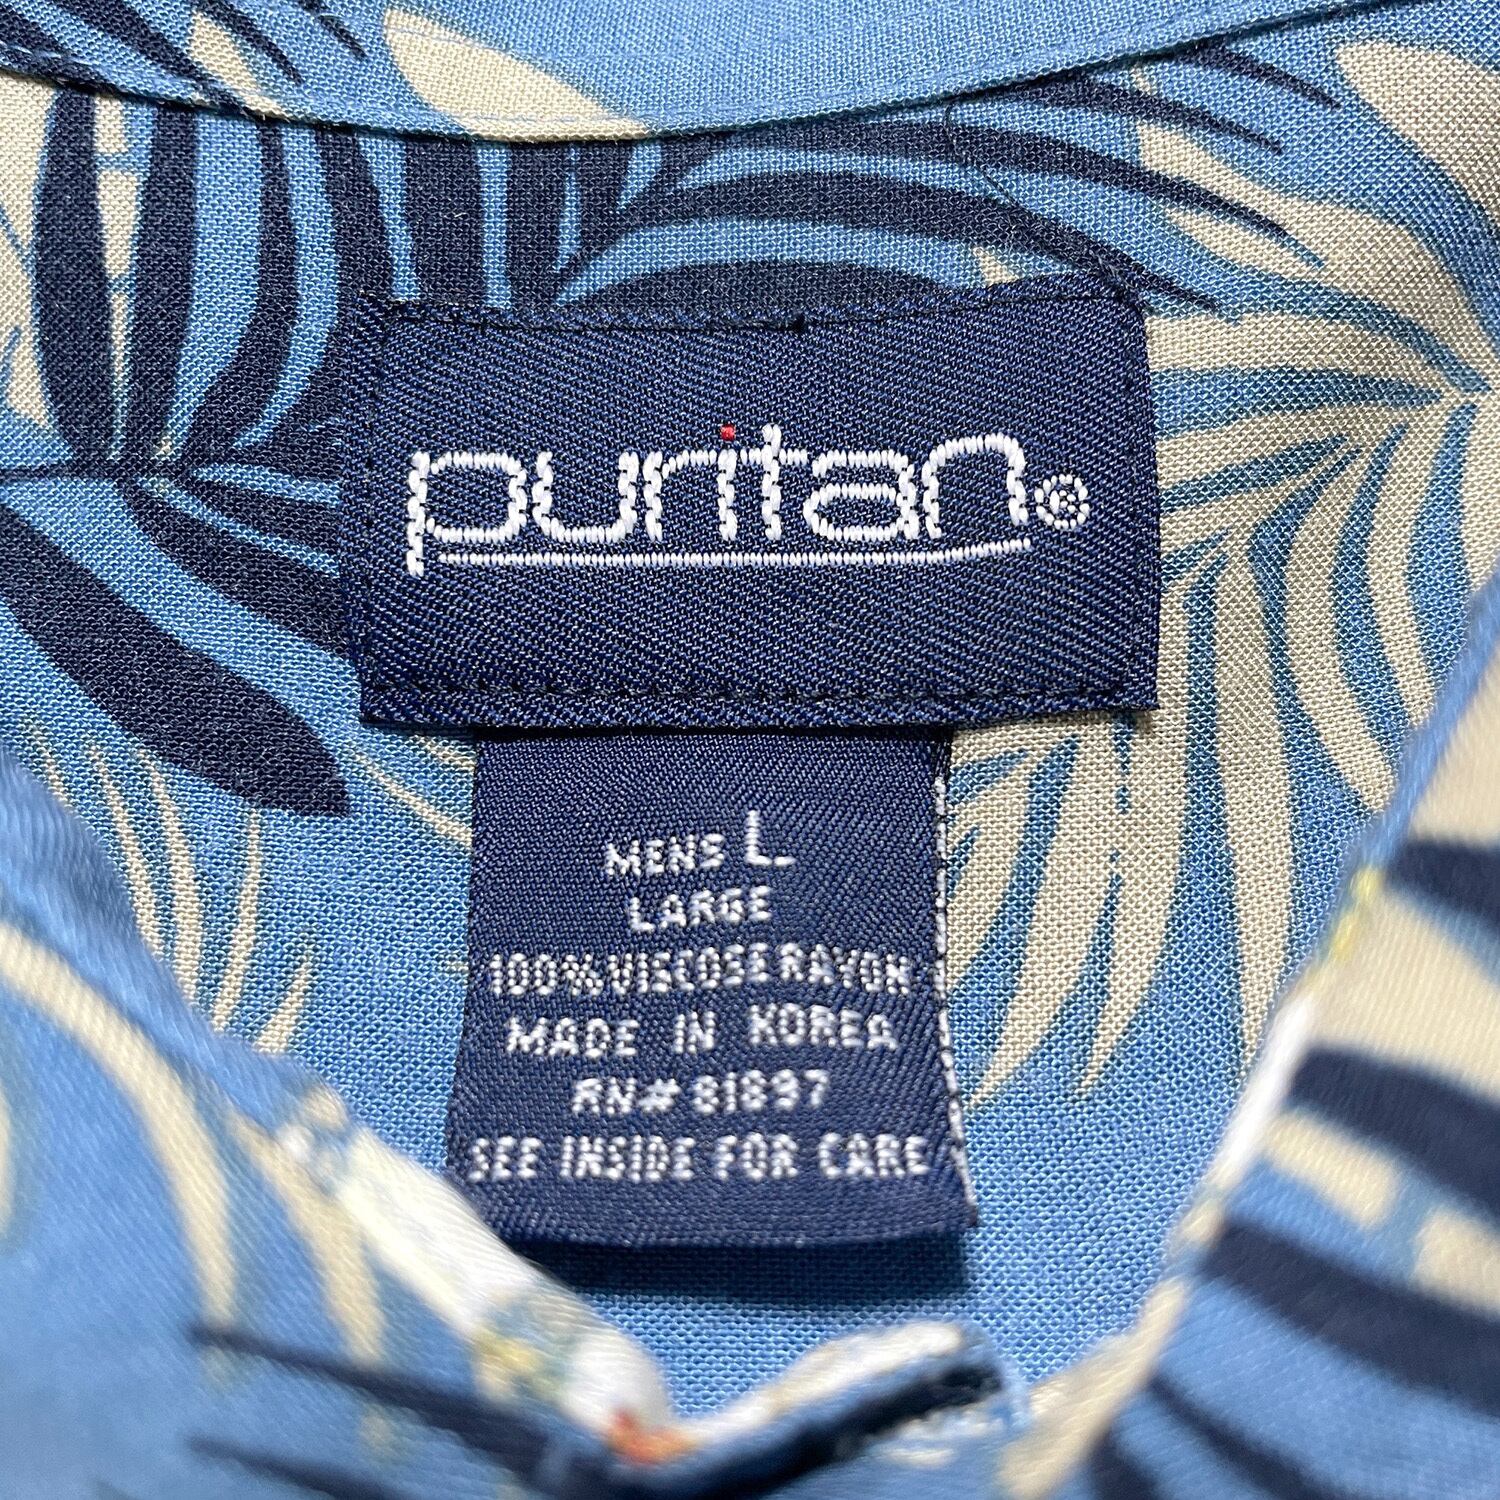 puritan®
MENS L
LARGE
100% VISCOSE RAYON
MADE IN KOREA
RN# 81897
SEE INSIDE FOR CARE